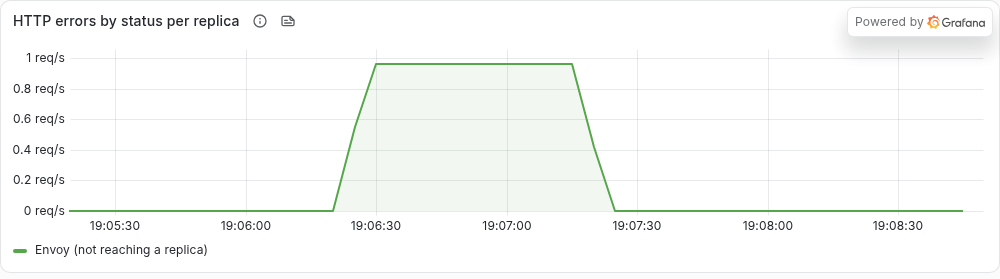 HTTP errors by status per replica
Powered by Grafana
1 req/s
0.8 req/s
0.6 req/s
0.4 req/s
0.2 req/s
0 req/s
19:05:30 19:06:00 19:06:30 19:07:00 19:07:30 19:08:00 19:08:30
Envoy (not reaching a replica)